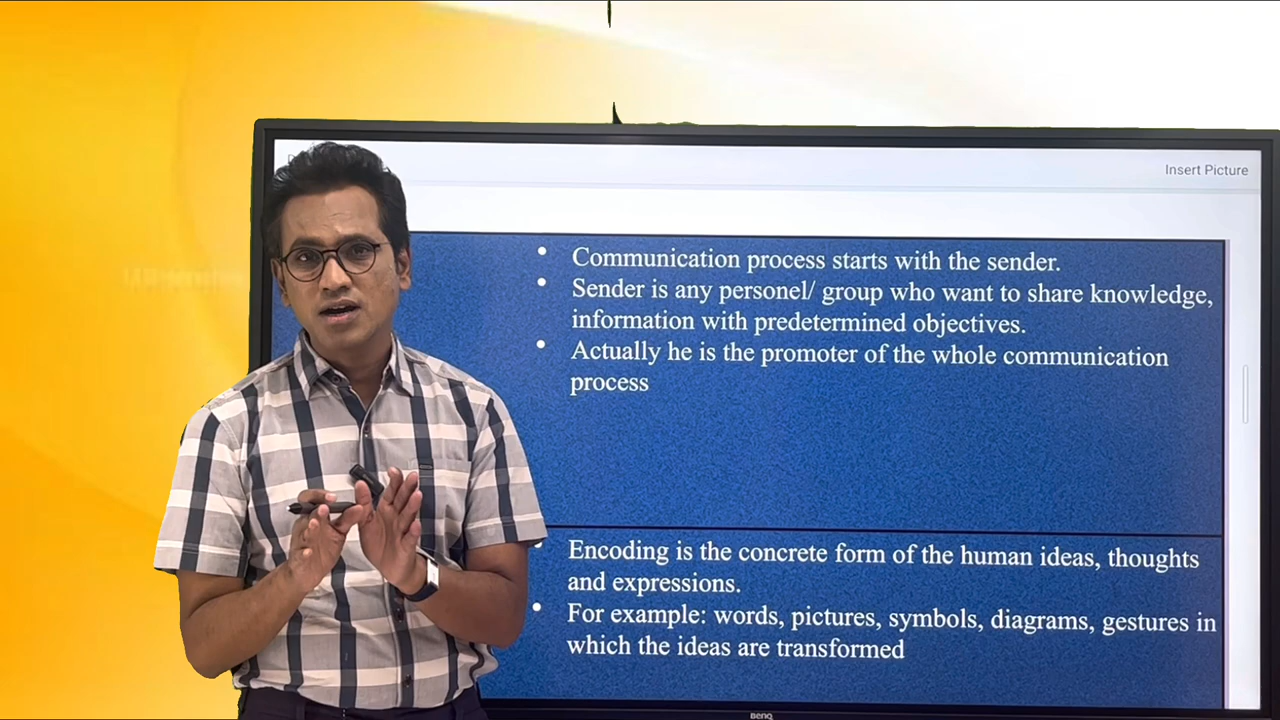 Insert Picture
• Communication process starts with the sender.
• Sender is any personel/ group who want to share knowledge,
information with predetermined objectives.
• Actually he is the promoter of the whole communication
process
• Encoding is the concrete form of the human ideas, thoughts
and expressions.
• For example: words, pictures, symbols, diagrams, gestures in
which the ideas are transformed
BenQ